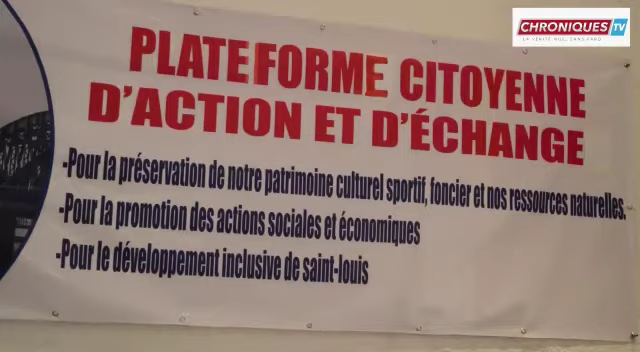 CHRONIQUES TV
LA VÉRITÉ NUE, SANS FARD
PLATEFORME CITOYENNE
D'ACTION ET D'ÉCHANGE
-Pour la préservation de notre patrimoine culturel sportif, foncier et nos ressources naturelles.
-Pour la promotion des actions sociales et économiques
-Pour le développement inclusive de saint-louis